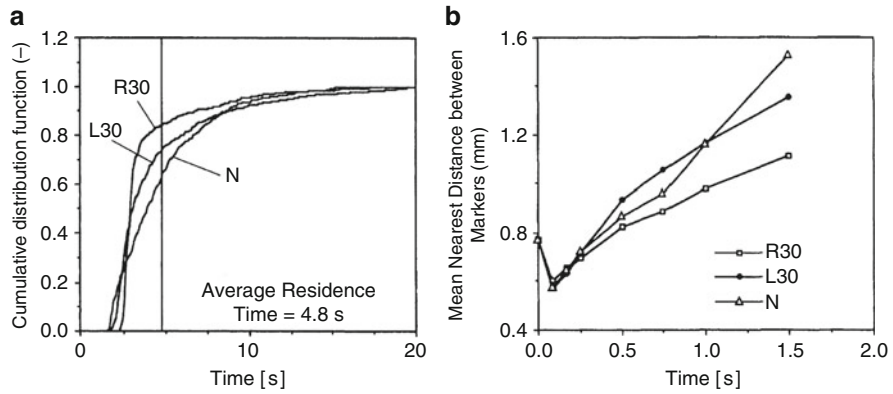 a
Cumulative distribution function (–)
1.2
1.0
0.8
0.6
0.4
0.2
0.0
R30
L30
N
Average Residence
Time = 4.8 s
0
5
10
15
20
Time [s]
b
Mean Nearest Distance between
Markers (mm)
1.6
1.2
0.8
0.4
R30
L30
N
0.0
0.5
1.0
1.5
2.0
Time [s]